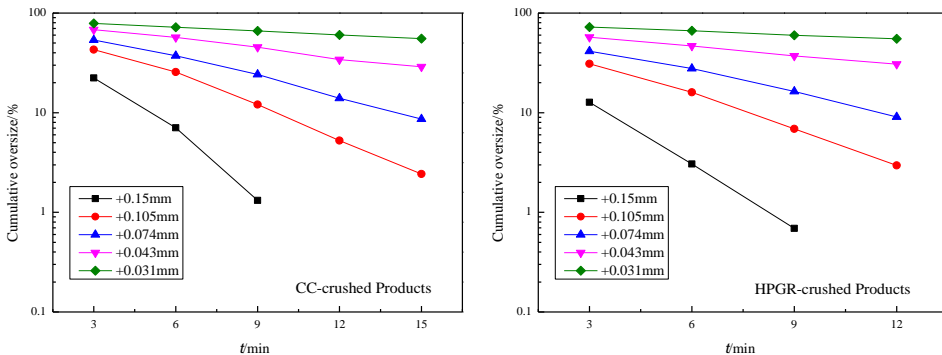 Cumulative oversize/%
100
10
1
0.1
+0.15mm
+0.105mm
+0.074mm
+0.043mm
+0.031mm
CC-crushed Products
3 6 9 12 15
t/min
Cumulative oversize/%
100
10
1
0.1
+0.15mm
+0.105mm
+0.074mm
+0.043mm
+0.031mm
HPGR-crushed Products
3 6 9 12
t/min